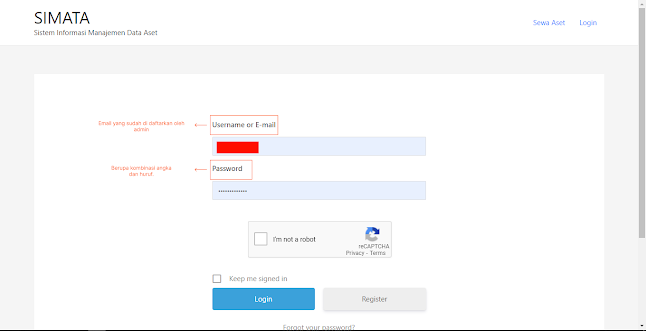 SIMATA
Sistem Informasi Manajemen Data Aset
Sewa Aset Login
Email yang sudah di daftarkan oleh
admin
Username or E-mail
Berupa kombinasi angka
dan huruf.
Password
I'm not a robot
reCAPTCHA
Privacy - Terms
Keep me signed in
Login Register
Forgot your password?